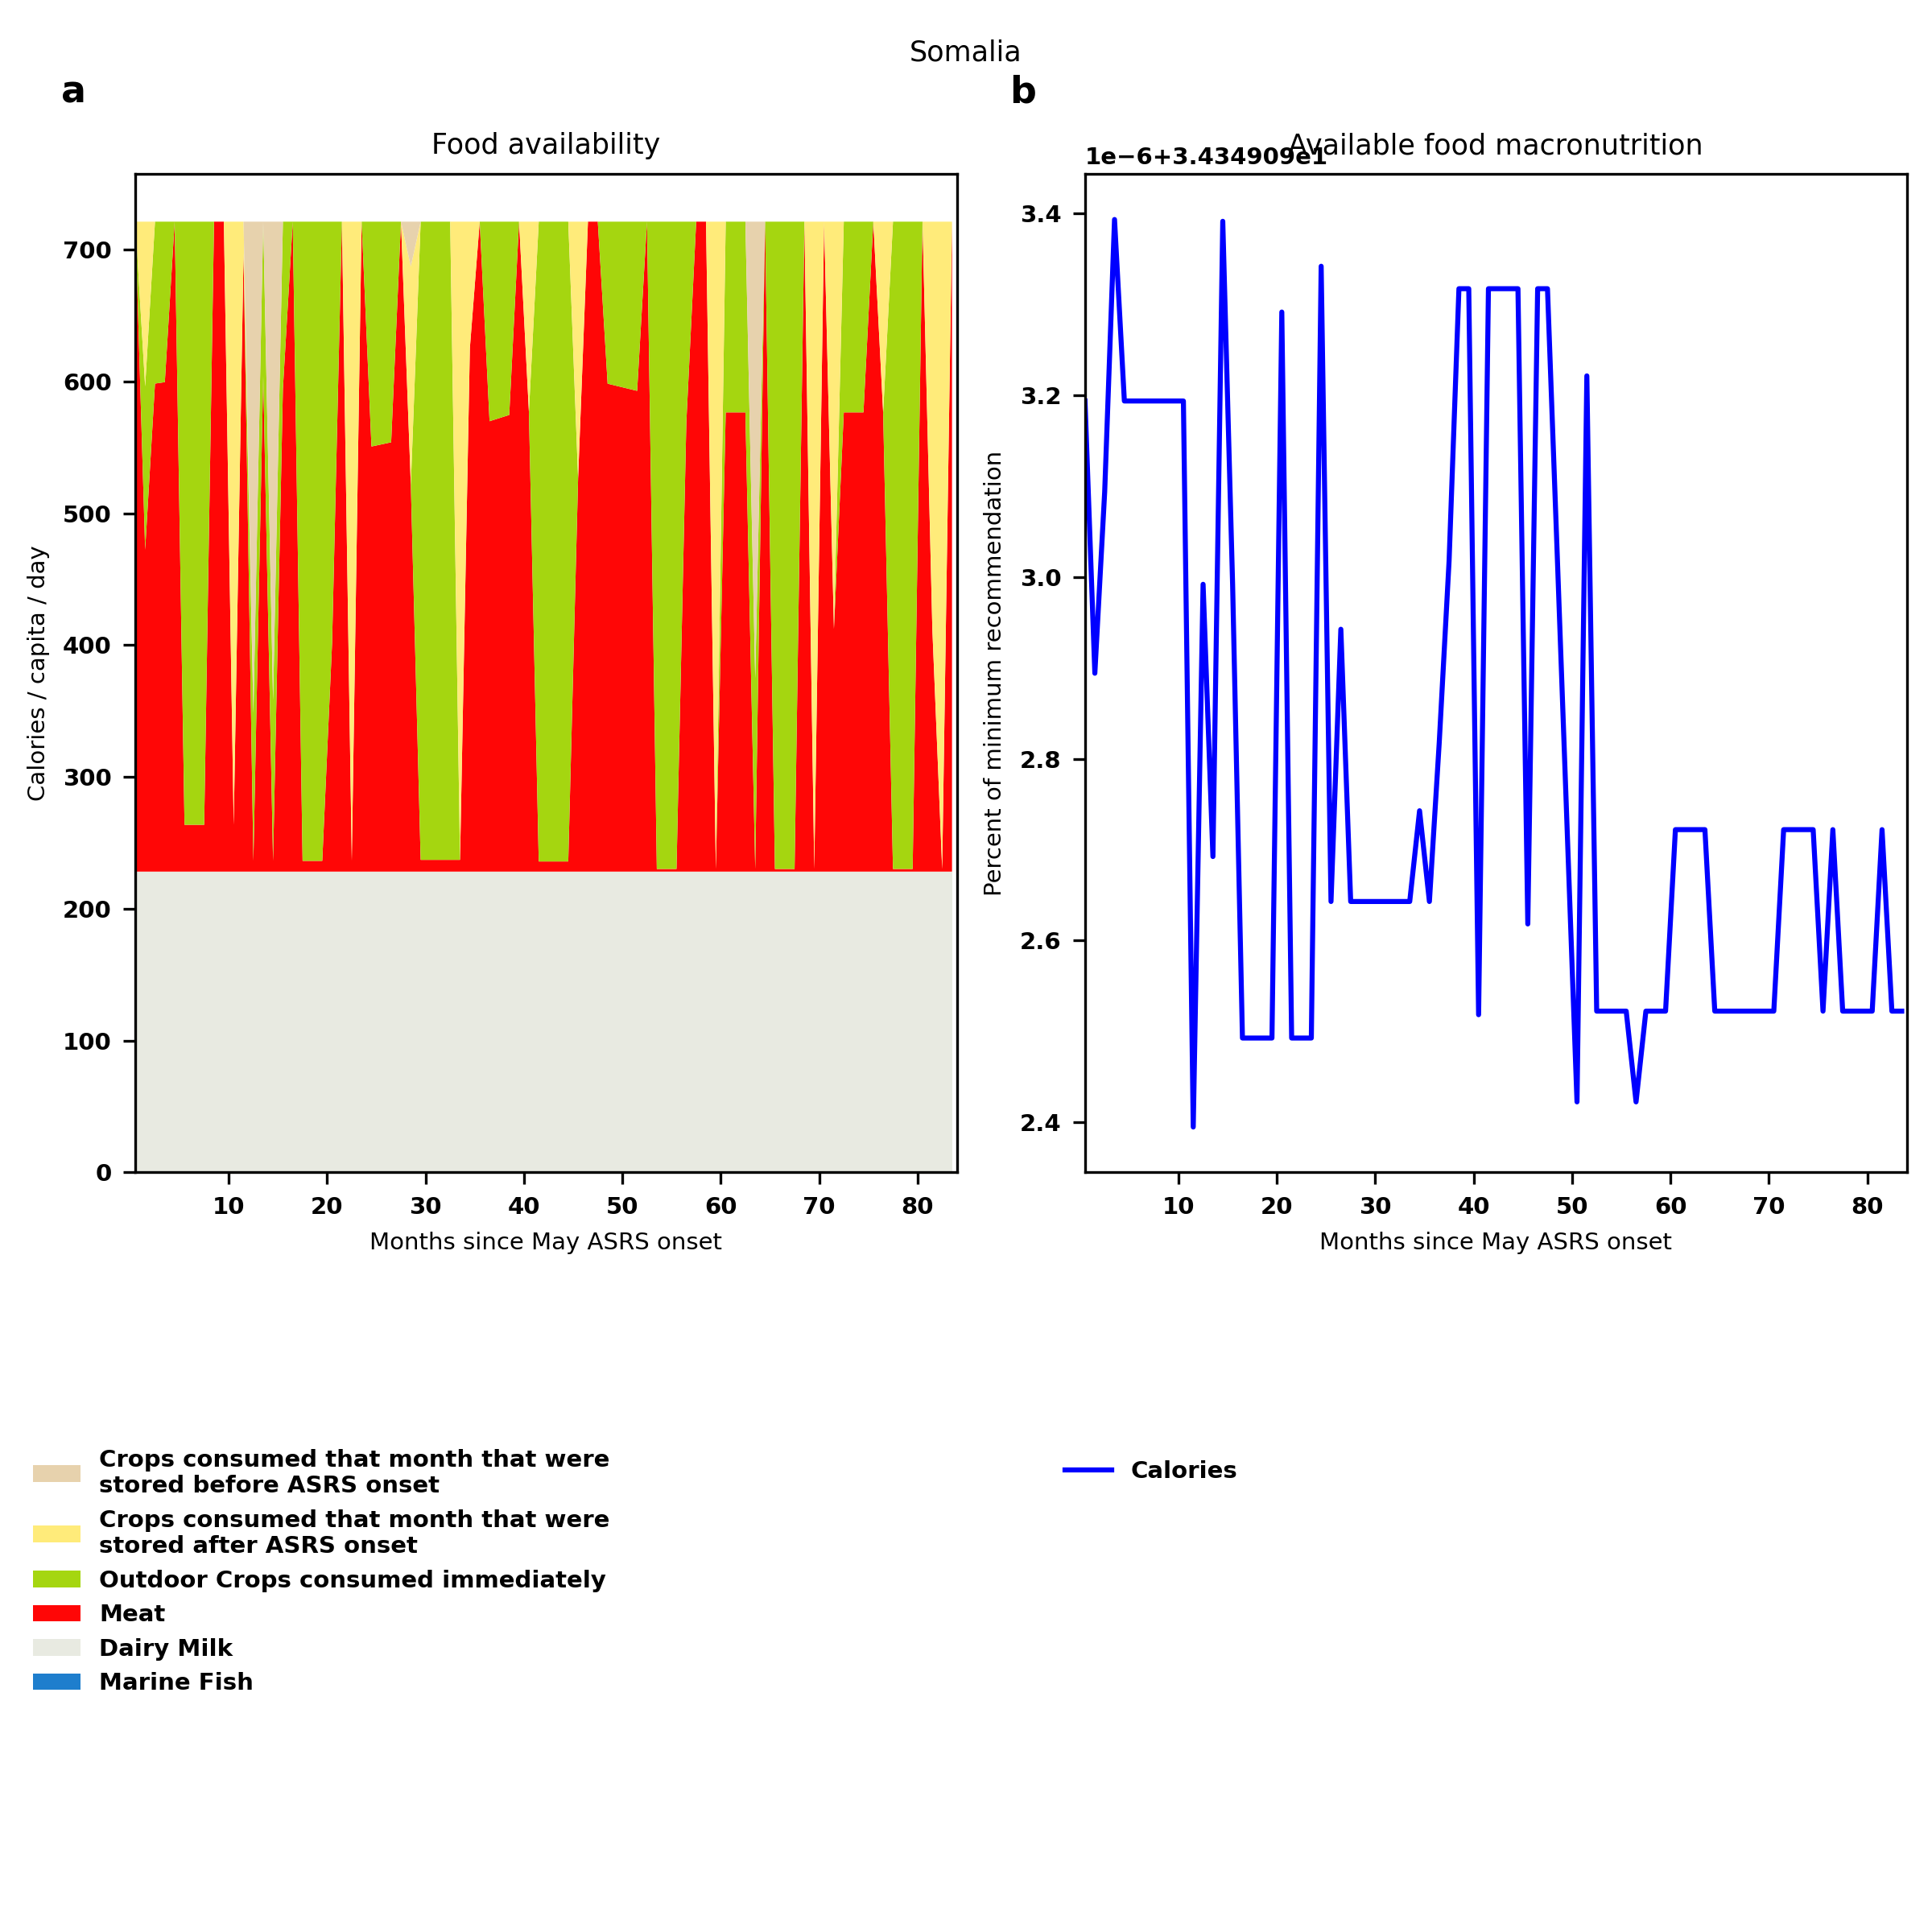 Somalia
a
b
Food availability
Available food macronutrition
1e−6+3.434909e1
Calories / capita / day
700
600
500
400
300
200
100
0
10 20 30 40 50 60 70 80
Months since May ASRS onset
Percent of minimum recommendation
3.4
3.2
3.0
2.8
2.6
2.4
10 20 30 40 50 60 70 80
Months since May ASRS onset
Crops consumed that month that were
stored before ASRS onset
Crops consumed that month that were
stored after ASRS onset
Outdoor Crops consumed immediately
Meat
Dairy Milk
Marine Fish
Calories